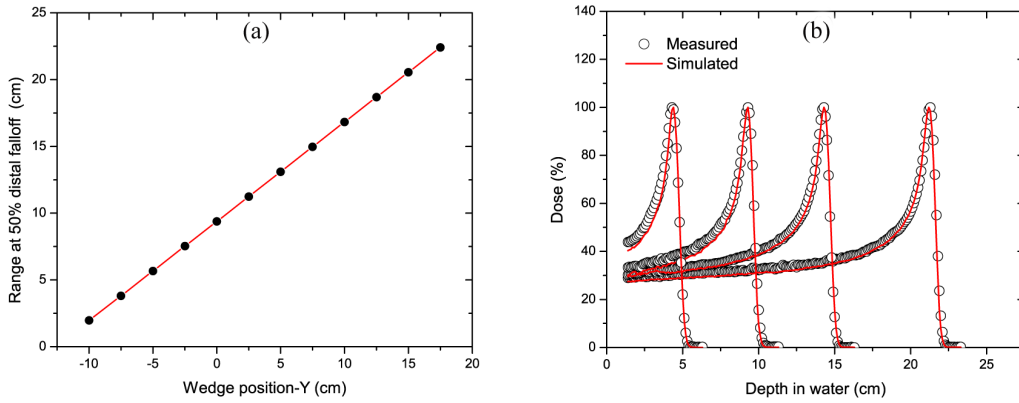 (a)
25
20
15
10
5
0
Range at 50% distal falloff (cm)
-10 -5 0 5 10 15 20
Wedge position-Y (cm)
(b)
140
120
100
80
60
40
20
0
Dose (%)
Measured
Simulated
5 10 15 20 25
Depth in water (cm)